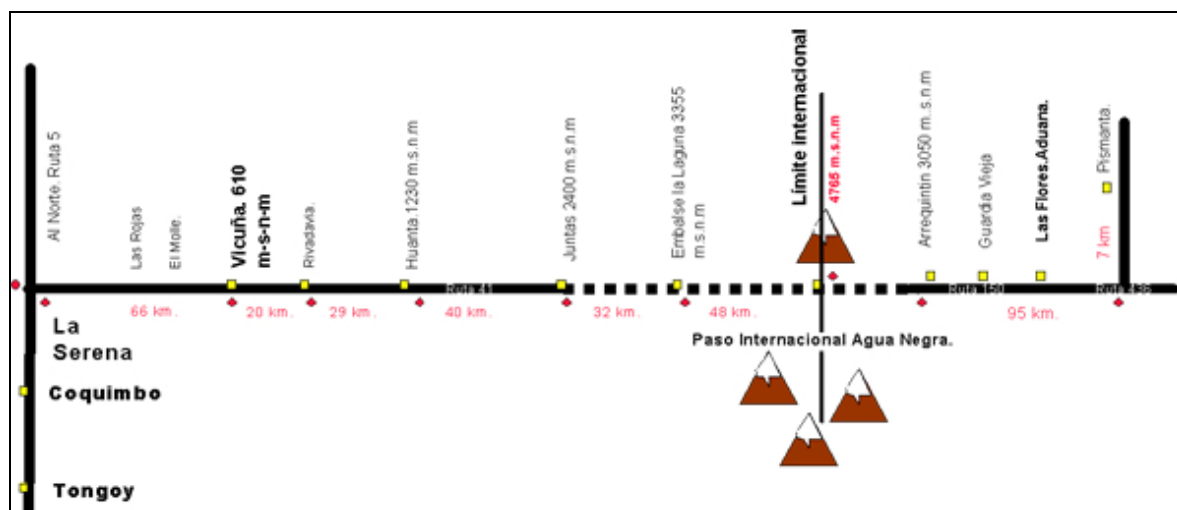 Al Norte. Ruta 5
Las Rojas
El Molle.
Vicuña. 610
m-s-n-m
Rivadavia.
Huanta.1230 m.s.n.m
Juntas 2400 m.s.n.m
Embalse la Laguna 3355
m.s.n.m
Límite internacional
4765 m.s.n.m
Arrequintin 3050 m..s.n.m
Guardia Vieja
Las Flores.Aduana.
Pismanta.
7 km
Ruta 41
Ruta 150
Ruta 436
66 km.
20 km.
29 km.
40 km.
32 km.
48 km.
95 km.
La
Serena
Paso Internacional Agua Negra.
Coquimbo
Tongoy